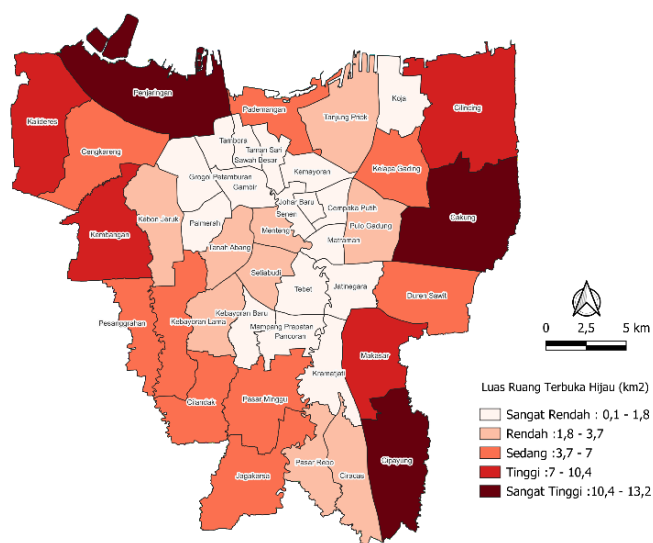 Penjaringan
Kalideres
Cengkareng
Pademangan
Tanjung Priok
Koja
Cilincing
Tambora
Taman Sari
Sawah Besar
Kemayoran
Kelapa Gading
Grogol Petamburan
Gambir
Johar Baru
Senen
Cempaka Putih
Cakung
Kembangan
Kebon Jeruk
Palmerah
Menteng
Pulo Gadung
Tanah Abang
Matraman
Setiabudi
Tebet
Jatinegara
Duren Sawit
Pesanggrahan
Kebayoran Lama
Kebayoran Baru
Mampang Prapatan
Pancoran
Makasar
Kramatjati
Cilandak
Pasar Minggu
Jagakarsa
Pasar Rebo
Ciracas
Cipayung
0 2,5 5 km
Luas Ruang Terbuka Hijau (km2)
Sangat Rendah : 0,1 - 1,8
Rendah :1,8 - 3,7
Sedang :3,7 - 7
Tinggi :7 - 10,4
Sangat Tinggi :10,4 - 13,2